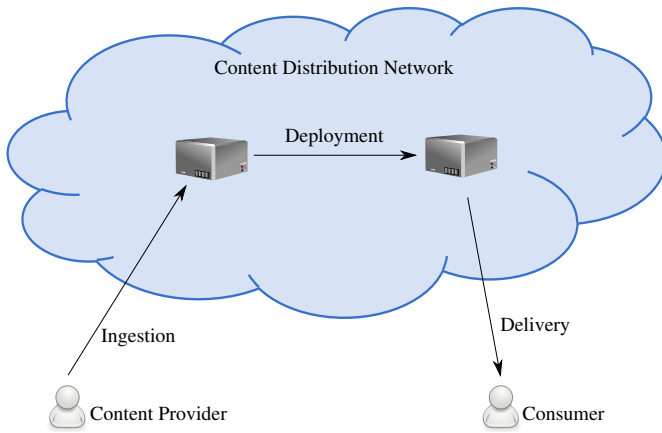 Content Distribution Network
Deployment
Ingestion
Delivery
Content Provider
Consumer